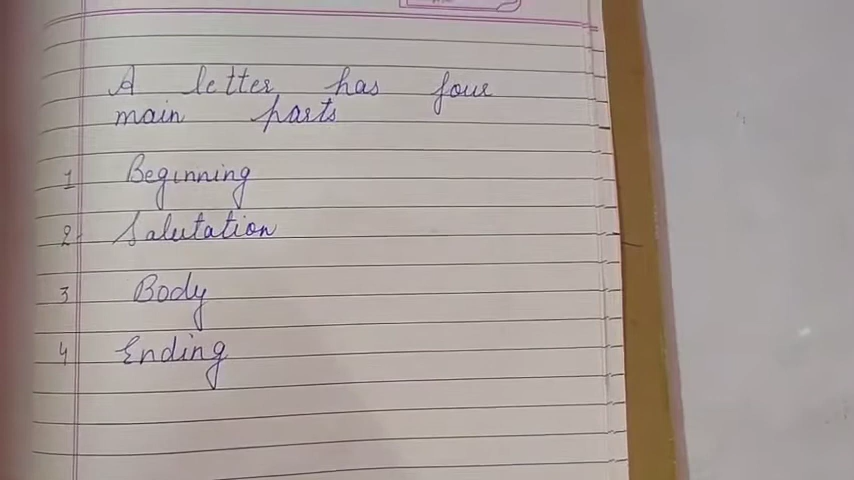 A letter has four
main parts
1 Beginning
2 Salutation
3 Body
4 Ending